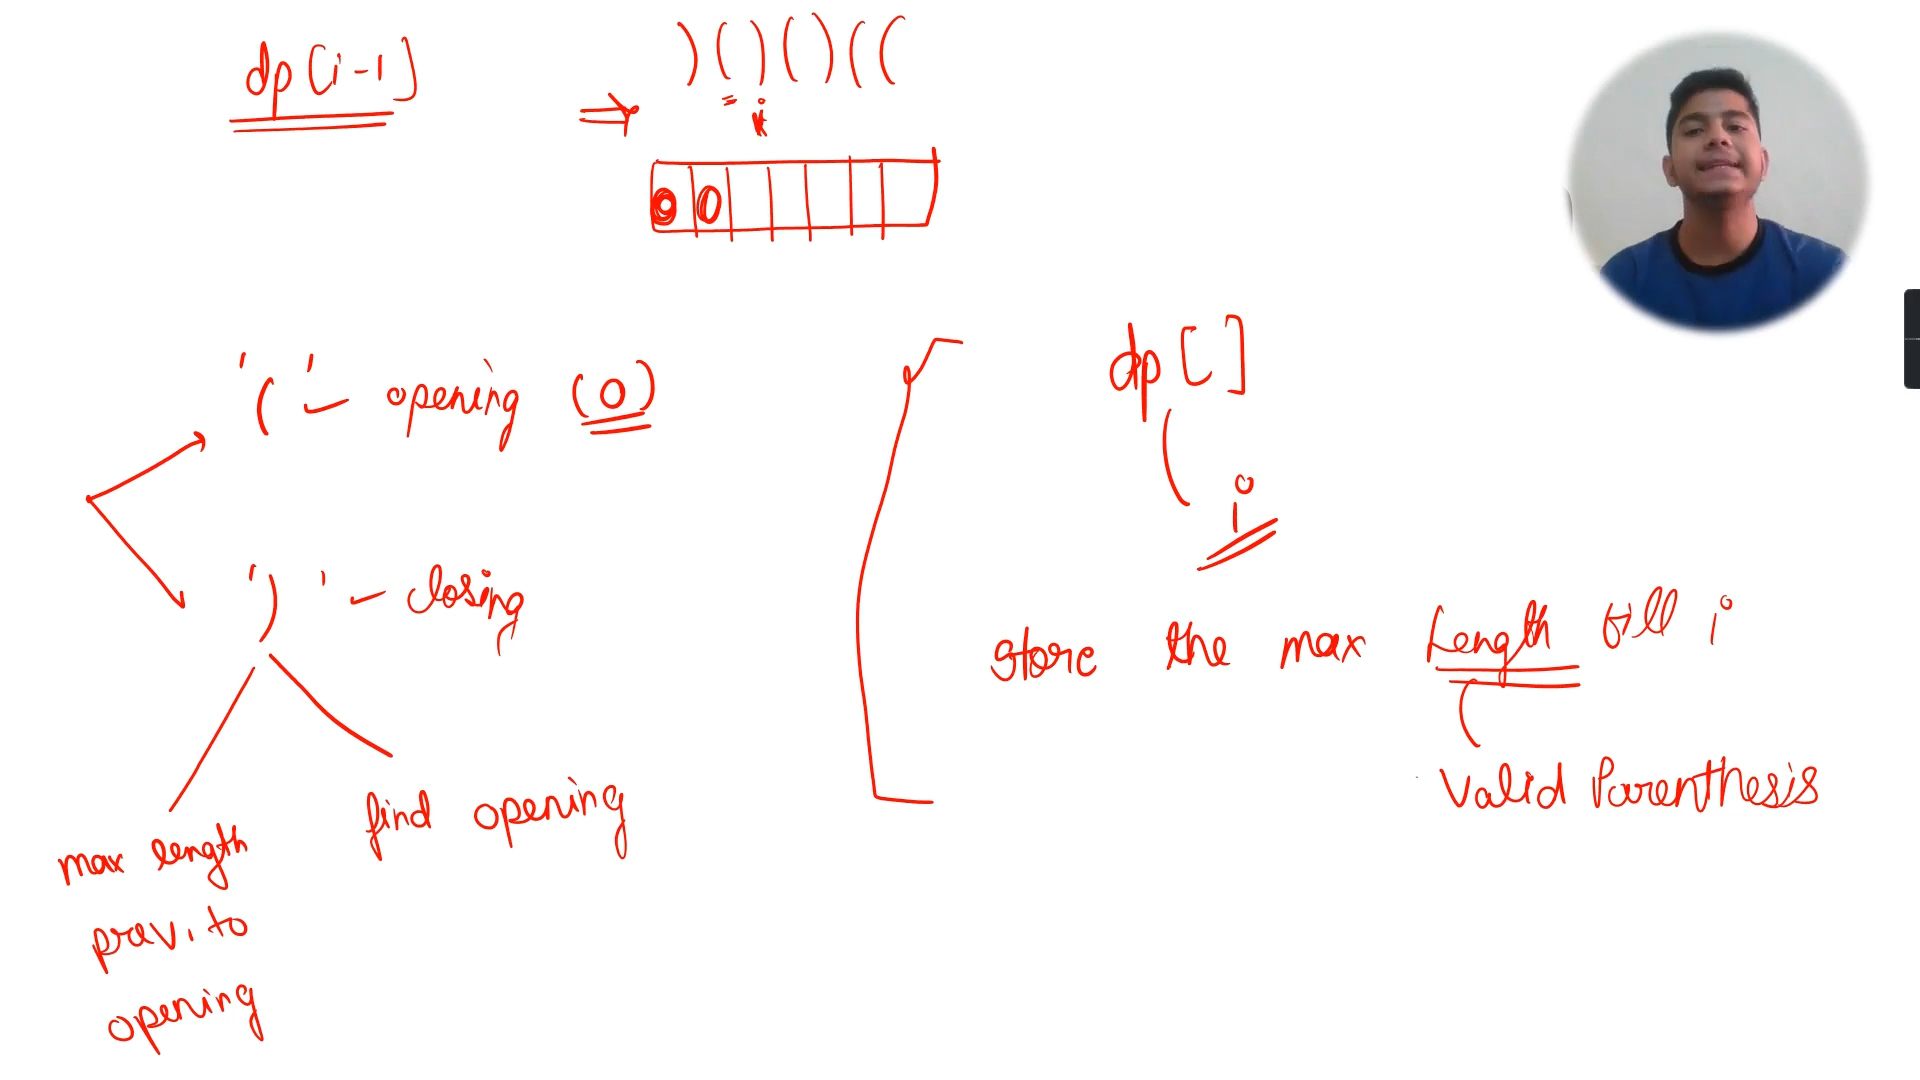 dp[i-1]
)()()((
= i
0 0
'(' - opening (0)
')' - closing
max length
prev. to
opening
find opening
dp[]
i
store the max length till i
Valid Parenthesis